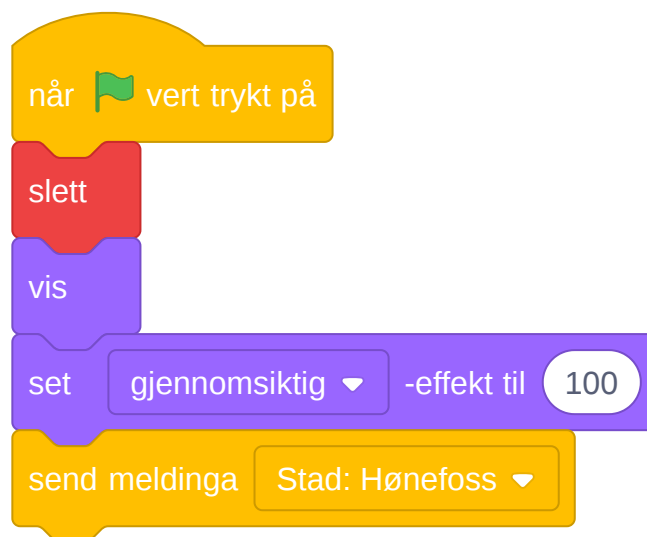 når vert trykt på
slett
vis
set gjennomsiktig -effekt til 100
send meldinga Stad: Hønefoss